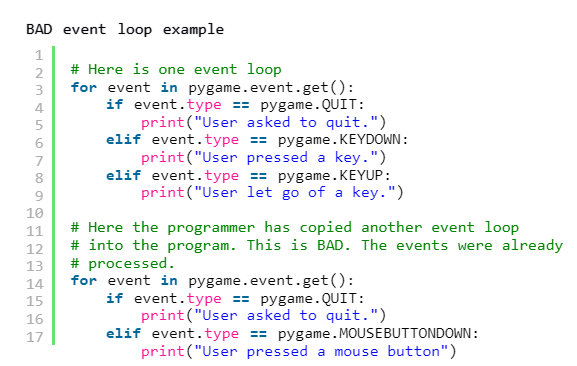 BAD event loop example
1
2 # Here is one event loop
3 for event in pygame.event.get():
4     if event.type == pygame.QUIT:
5         print("User asked to quit.")
6     elif event.type == pygame.KEYDOWN:
7         print("User pressed a key.")
8     elif event.type == pygame.KEYUP:
9         print("User let go of a key.")
10
11 # Here the programmer has copied another event loop
12 # into the program. This is BAD. The events were already
13 # processed.
14 for event in pygame.event.get():
15     if event.type == pygame.QUIT:
16         print("User asked to quit.")
17     elif event.type == pygame.MOUSEBUTTONDOWN:
        print("User pressed a mouse button")